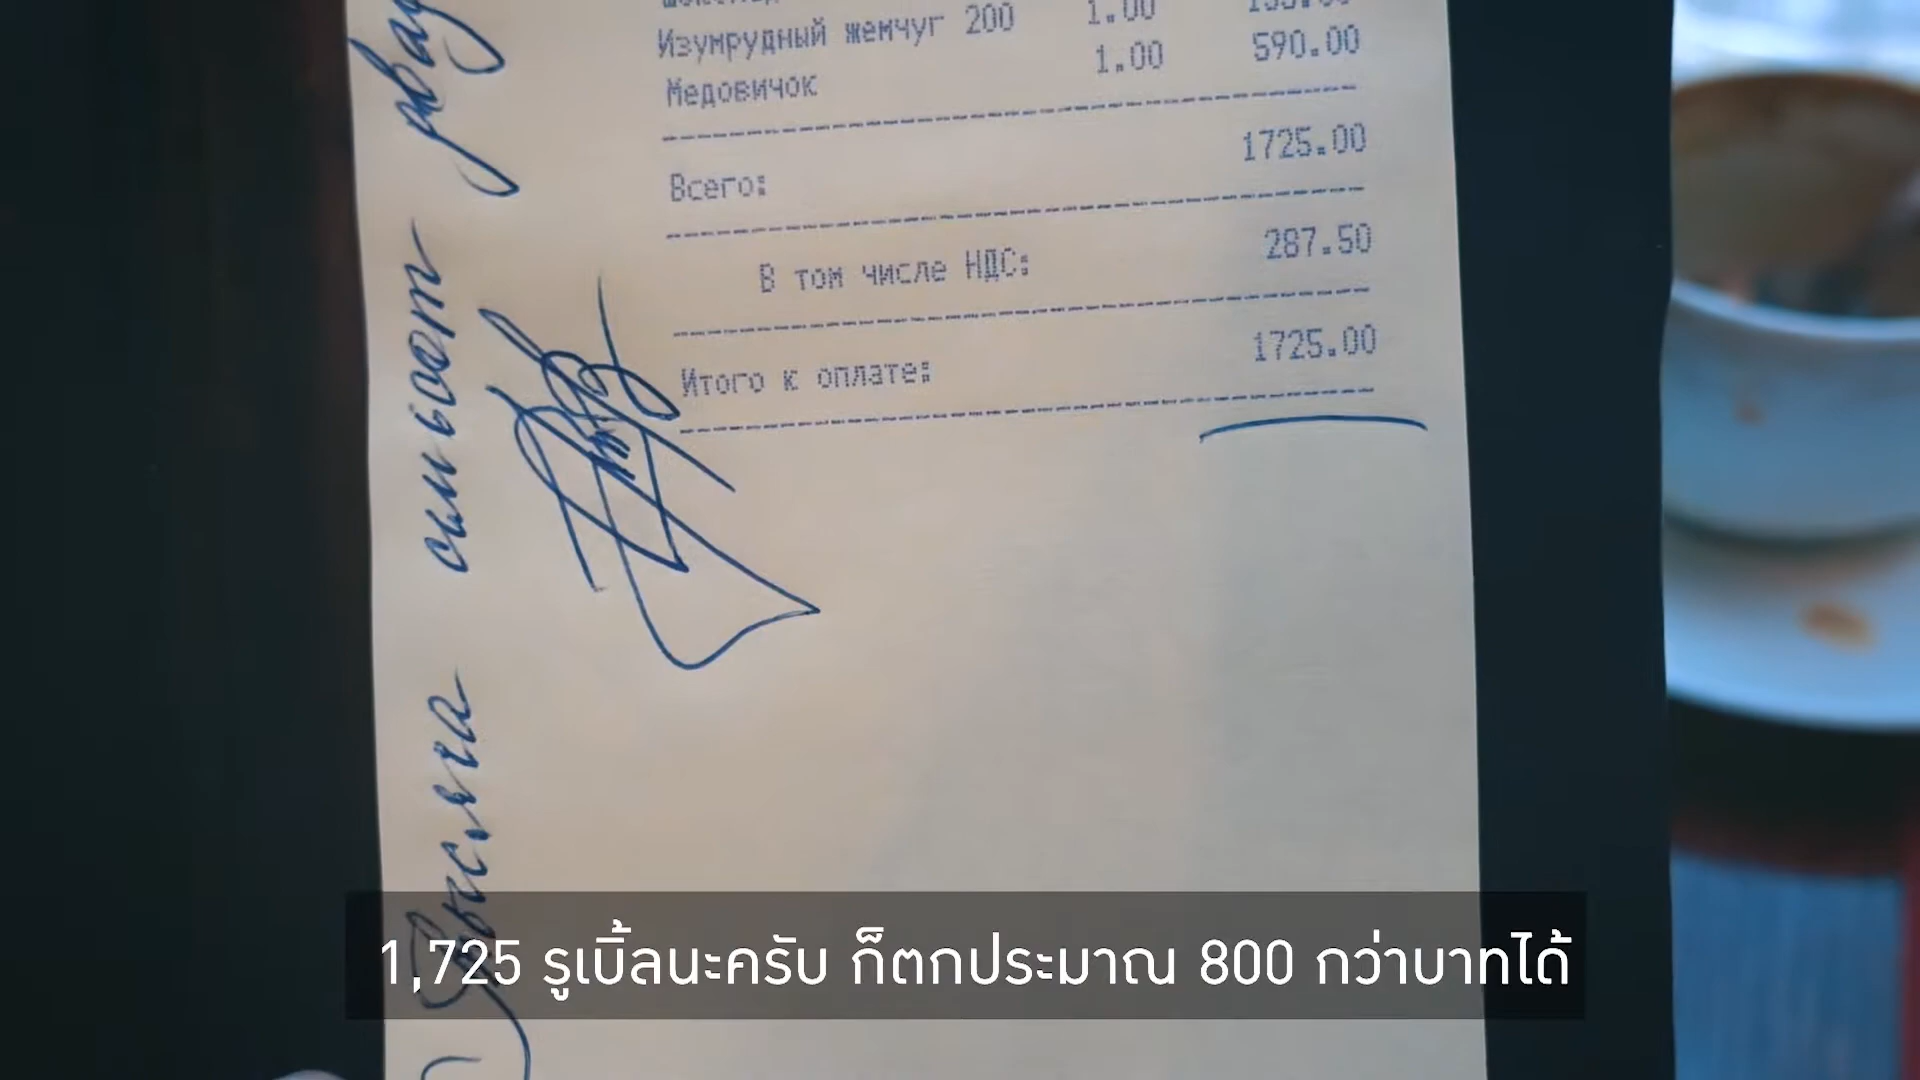 Изумрудный жемчуг 200 1.00
Медовичок 1.00 590.00
Всего: 1725.00
В том числе НДС: 287.50
Итого к оплате: 1725.00
1,725 รูเบิ้ลนะครับ ก็ตกประมาณ 800 กว่าบาทได้